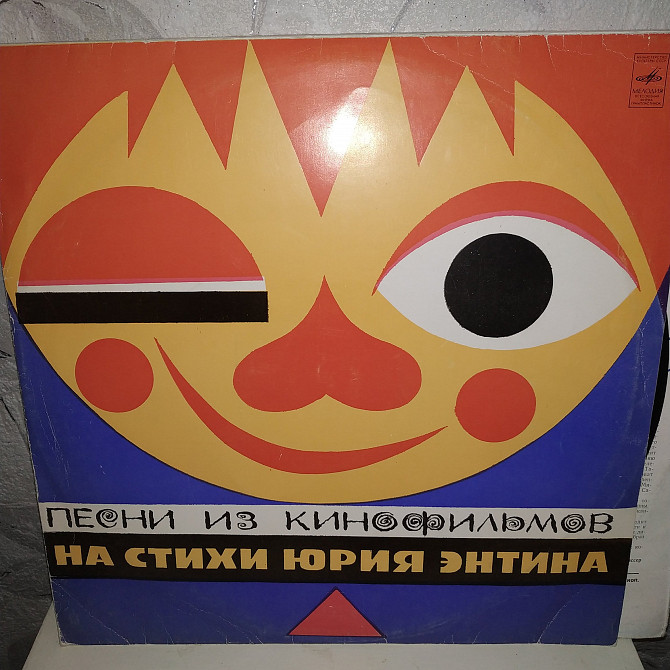 МЕЛОДИЯ
ПЕСНИ ИЗ КИНОФИЛЬМОВ
НА СТИХИ ЮРИЯ ЭНТИНА